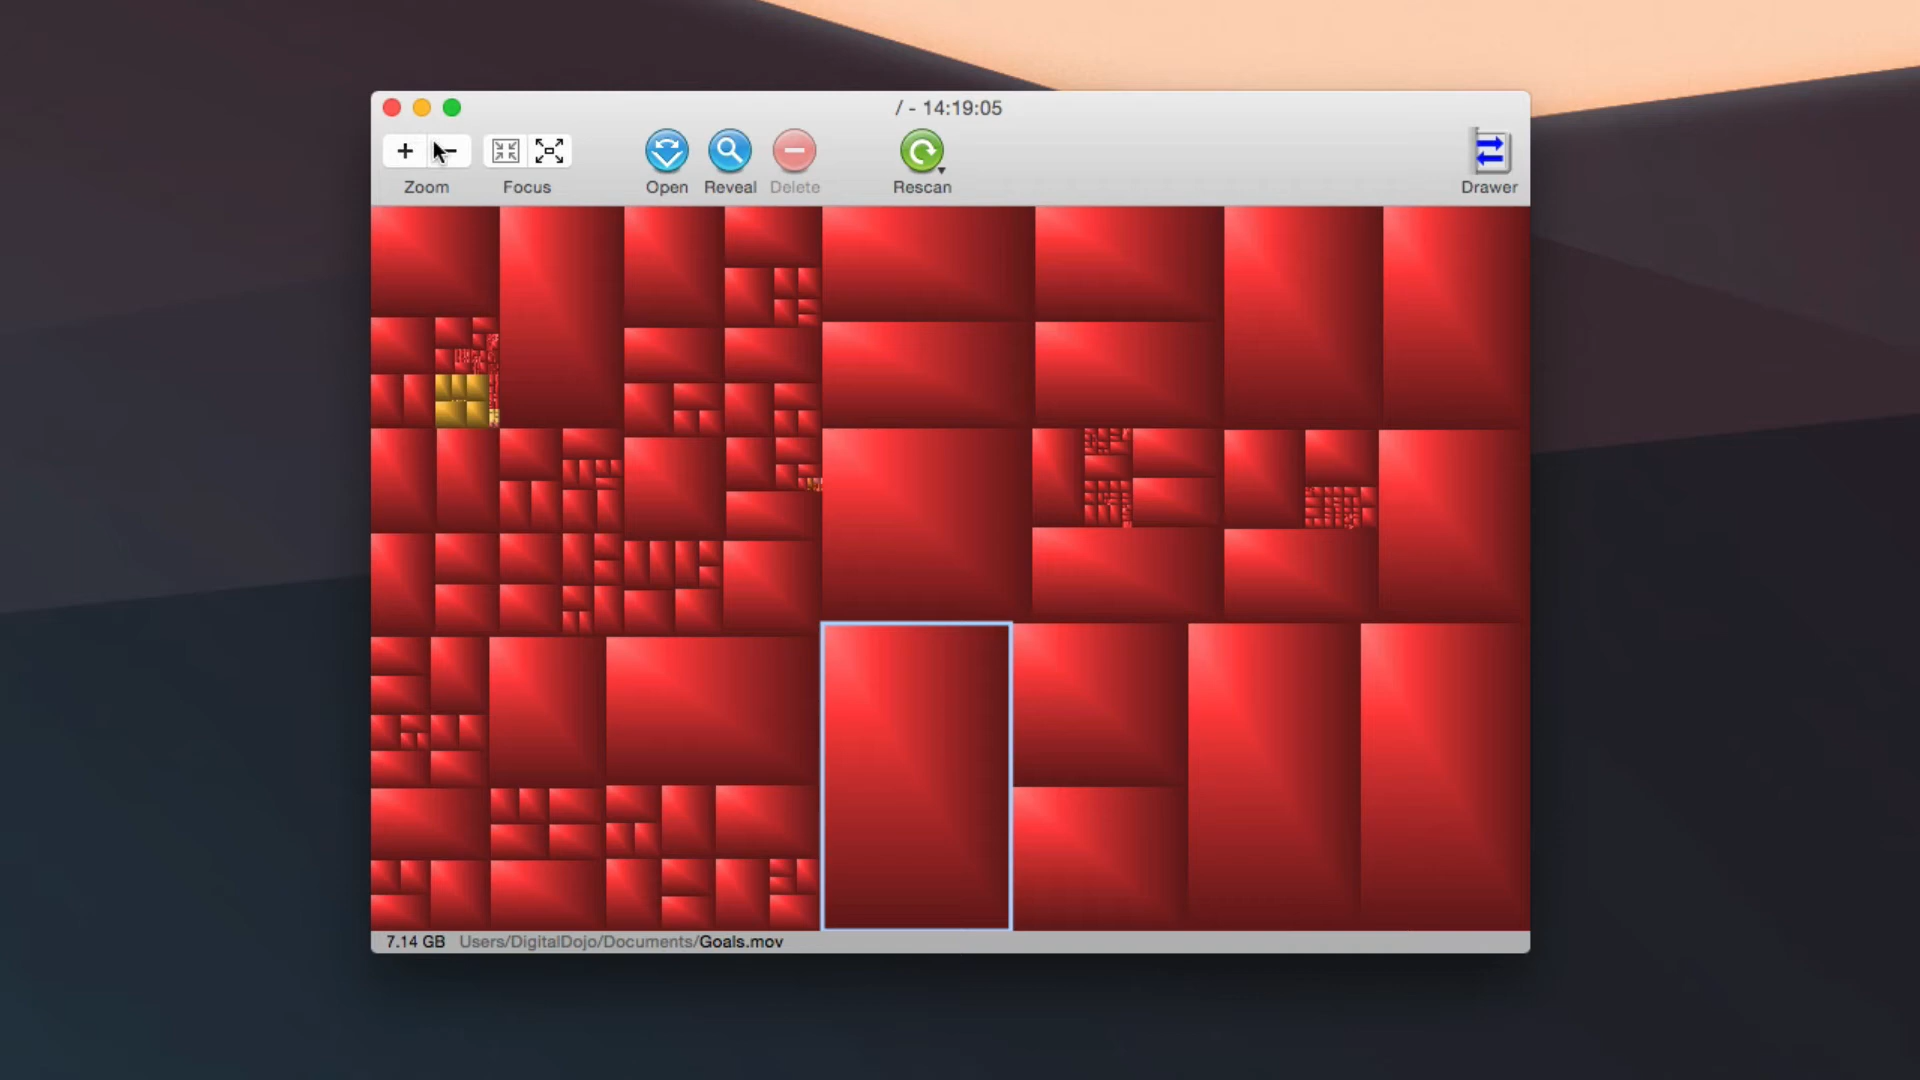 / - 14:19:05
Zoom
Focus
Open
Reveal
Delete
Rescan
Drawer
7.14 GB Users/DigitalDojo/Documents/Goals.mov